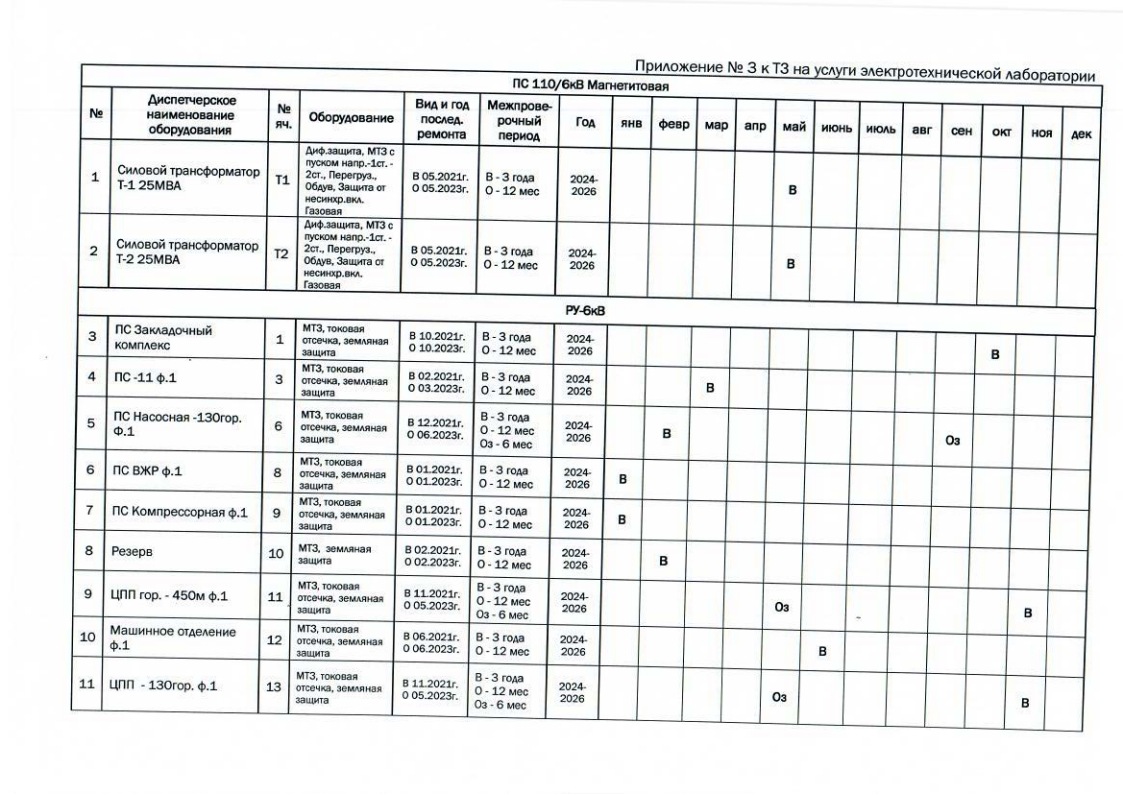 Приложение № 3 к ТЗ на услуги электротехнической лаборатории
ПС 110/6кВ Магнетитовая
№ Диспетчерское наименование оборудования № яч. Оборудование Вид и год послед. ремонта Межпрове-рочный период Год янв февр мар апр май июнь июль авг сен окт ноя дек
1 Силовой трансформатор Т-1 25МВА Т1 Диф.защита, МТЗ с пуском напр.-1ст. - 2ст., Перегруз., Обдув, Защита от несинхр.вкл. Газовая В 05.2021г. О 05.2023г. В - 3 года О - 12 мес 2024-2026 В
2 Силовой трансформатор Т-2 25МВА Т2 Диф.защита, МТЗ с пуском напр.-1ст. - 2ст., Перегруз., Обдув, Защита от несинхр.вкл. Газовая В 05.2021г. О 05.2023г. В - 3 года О - 12 мес 2024-2026 В
РУ-6кВ
3 ПС Закладочный комплекс 1 МТЗ, токовая отсечка, земляная защита В 10.2021г. О 10.2023г. В - 3 года О - 12 мес 2024-2026 В
4 ПС -11 ф.1 3 МТЗ, токовая отсечка, земляная защита В 02.2021г. О 03.2023г. В - 3 года О - 12 мес 2024-2026 В
5 ПС Насосная -130гор. Ф.1 6 МТЗ, токовая отсечка, земляная защита В 12.2021г. О 06.2023г. В - 3 года О - 12 мес Оз - 6 мес 2024-2026 В Оз
6 ПС ВЖР ф.1 8 МТЗ, токовая отсечка, земляная защита В 01.2021г. О 01.2023г. В - 3 года О - 12 мес 2024-2026 В
7 ПС Компрессорная ф.1 9 МТЗ, токовая отсечка, земляная защита В 01.2021г. О 01.2023г. В - 3 года О - 12 мес 2024-2026 В
8 Резерв 10 МТЗ, земляная защита В 02.2021г. О 02.2023г. В - 3 года О - 12 мес 2024-2026 В
9 ЦПП гор. - 450м ф.1 11 МТЗ, токовая отсечка, земляная защита В 11.2021г. О 05.2023г. В - 3 года О - 12 мес Оз - 6 мес 2024-2026 Оз В
10 Машинное отделение ф.1 12 МТЗ, токовая отсечка, земляная защита В 06.2021г. О 06.2023г. В - 3 года О - 12 мес 2024-2026 В
11 ЦПП - 130гор. ф.1 13 МТЗ, токовая отсечка, земляная защита В 11.2021г. О 05.2023г. В - 3 года О - 12 мес Оз - 6 мес 2024-2026 Оз В